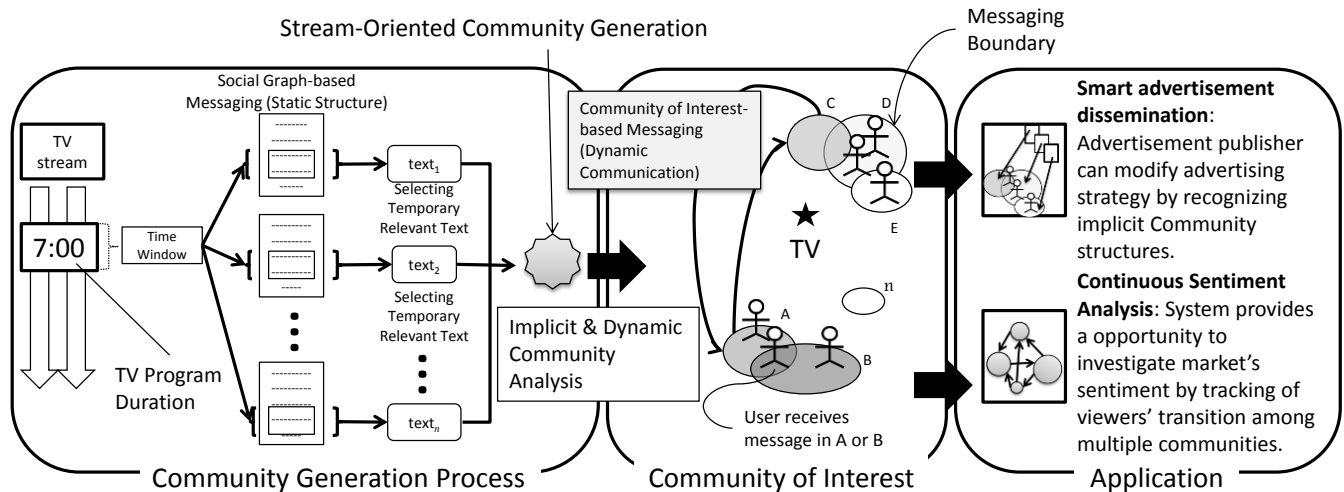 Stream-Oriented Community Generation
Messaging
Boundary
Social Graph-based
Messaging (Static Structure)
TV
stream
7:00
Time
Window
TV Program
Duration
text1
Selecting
Temporary
Relevant Text
text2
Selecting
Temporary
Relevant Text
textn
Implicit & Dynamic
Community
Analysis
Community Generation Process
Community of Interest-
based Messaging
(Dynamic
Communication)
C
D
E
TV
n
A
B
User receives
message in A or B
Community of Interest
Smart advertisement
dissemination:
Advertisement publisher
can modify advertising
strategy by recognizing
implicit Community
structures.
Continuous Sentiment
Analysis: System provides
a opportunity to
investigate market’s
sentiment by tracking of
viewers’ transition among
multiple communities.
Application